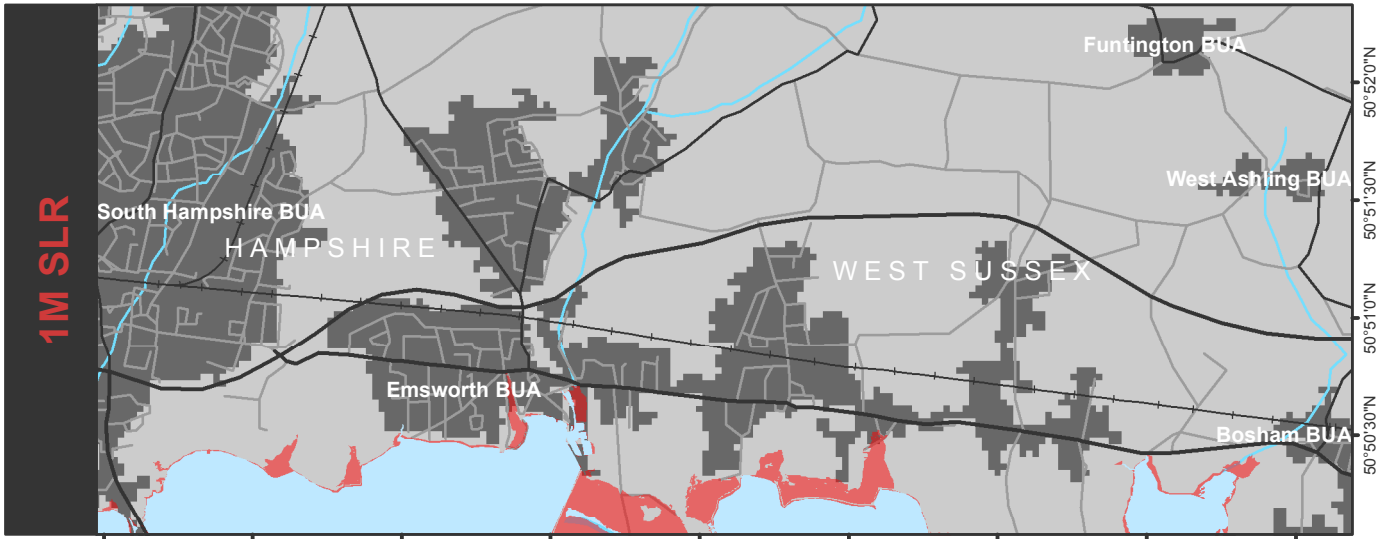 1M SLR
Funtington BUA
West Ashling BUA
South Hampshire BUA
HAMPSHIRE
WEST SUSSEX
Emsworth BUA
Bosham BUA
50°52'0"N
50°51'30"N
50°51'0"N
50°50'30"N